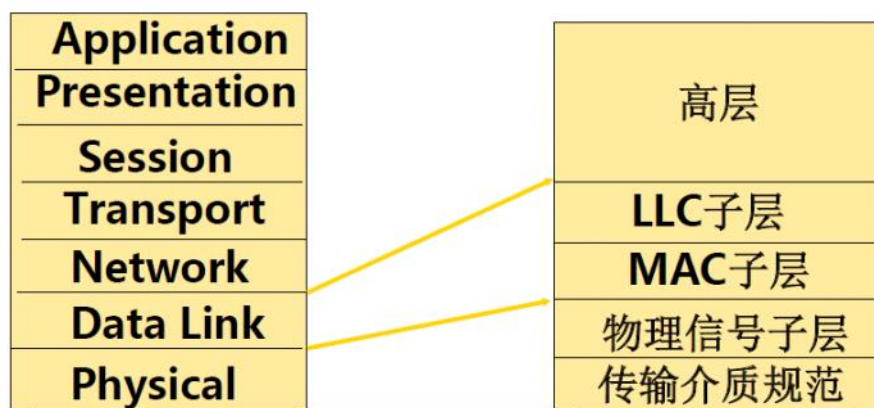 Application
Presentation
Session
Transport
Network
Data Link
Physical
高层
LLC子层
MAC子层
物理信号子层
传输介质规范